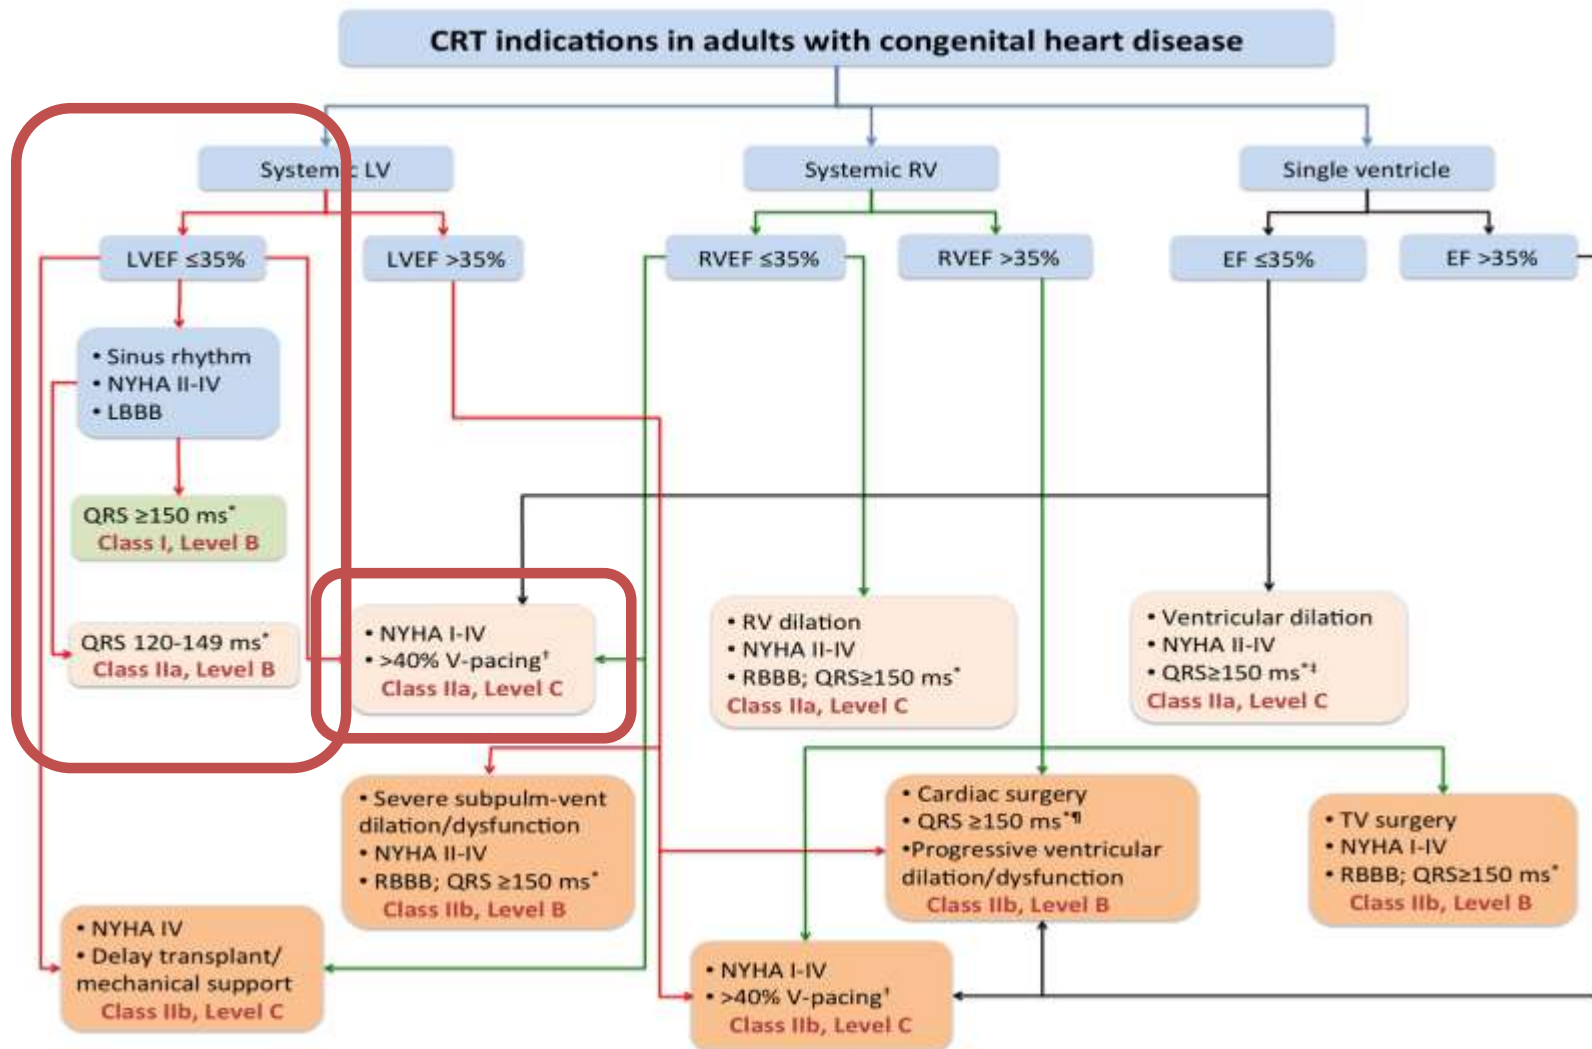 CRT indications in adults with congenital heart disease
Systemic LV
Systemic RV
Single ventricle
LVEF ≤35%
LVEF >35%
RVEF ≤35%
RVEF >35%
EF ≤35%
EF >35%
• Sinus rhythm
• NYHA II-IV
• LBBB
QRS ≥150 ms*
Class I, Level B
QRS 120-149 ms*
Class IIa, Level B
• NYHA I-IV
• >40% V-pacing†
Class IIa, Level C
• RV dilation
• NYHA II-IV
• RBBB; QRS≥150 ms*
Class IIa, Level C
• Ventricular dilation
• NYHA II-IV
• QRS≥150 ms*‡
Class IIa, Level C
• Severe subpulm-vent
dilation/dysfunction
• NYHA II-IV
• RBBB; QRS ≥150 ms*
Class IIb, Level B
• Cardiac surgery
• QRS ≥150 ms*¶
•Progressive ventricular
dilation/dysfunction
Class IIb, Level B
• TV surgery
• NYHA I-IV
• RBBB; QRS≥150 ms*
Class IIb, Level B
• NYHA IV
• Delay transplant/
mechanical support
Class IIb, Level C
• NYHA I-IV
• >40% V-pacing†
Class IIb, Level C